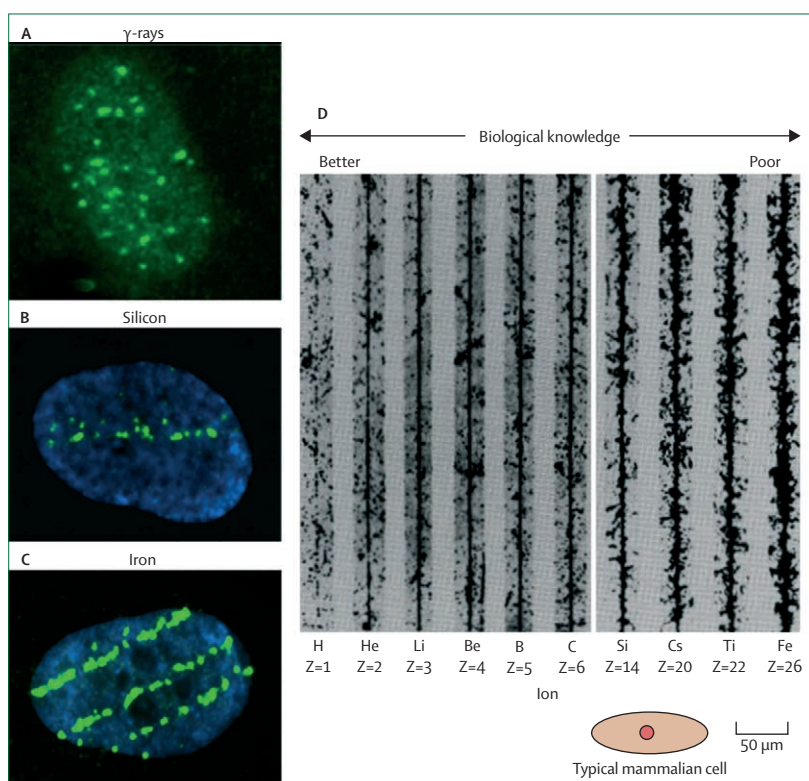 A
γ-rays
B
Silicon
C
Iron
D
Biological knowledge
Better
Poor
H He Li Be B C Si Cs Ti Fe
Z=1 Z=2 Z=3 Z=4 Z=5 Z=6 Z=14 Z=20 Z=22 Z=26
Ion
50 µm
Typical mammalian cell